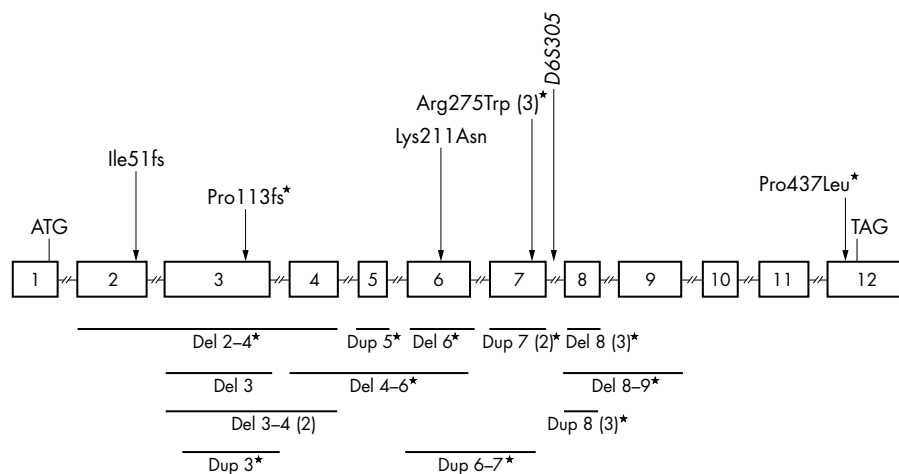 D6S305
Arg275Trp (3)★
Lys211Asn
Ile51fs
Pro113fs★
Pro437Leu★
ATG
TAG
1 2 3 4 5 6 7 8 9 10 11 12
Del 2–4★ Dup 5★ Del 6★ Dup 7 (2)★ Del 8 (3)★
Del 3 Del 4–6★ Del 8–9★
Del 3–4 (2) Dup 8 (3)★
Dup 3★ Dup 6–7★